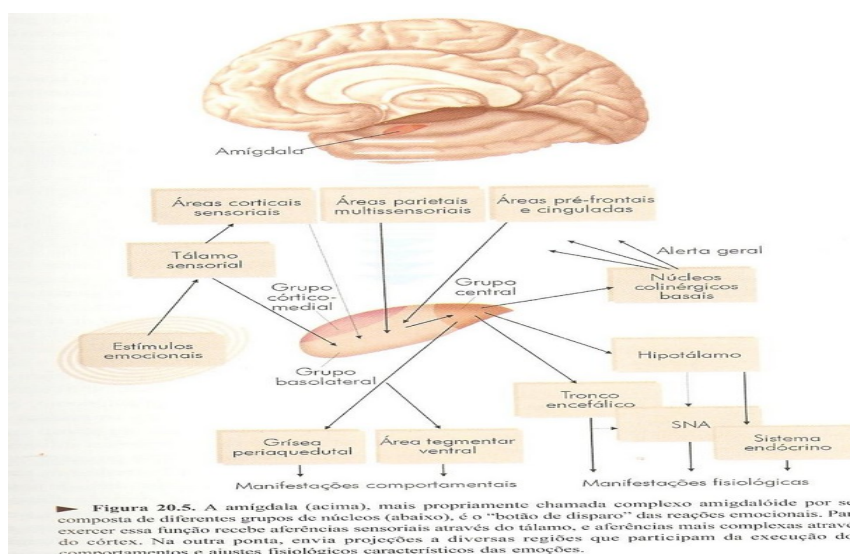 Amígdala
Áreas corticais
sensoriais
Áreas parietais
multissensoriais
Áreas pré-frontais
e cinguladas
Tálamo
sensorial
Alerta geral
Núcleos
colinérgicos
basais
Grupo
córtico-
medial
Grupo
central
Estímulos
emocionais
Grupo
basolateral
Hipotálamo
Tronco
encefálico
SNA
Sistema
endócrino
Grísea
periaquedutal
Área tegmentar
ventral
Manifestações comportamentais
Manifestações fisiológicas
Figura 20.5. A amígdala (acima), mais propriamente chamada complexo amigdalóide por se
composta de diferentes grupos de núcleos (abaixo), é o “botão de disparo” das reações emocionais. Par
exercer essa função recebe aferências sensoriais através do tálamo, e aferências mais complexas atravé
do córtex. Na outra ponta, envia projeções a diversas regiões que participam da execução do
comportamentos e ajustes fisiológicos característicos das emoções.